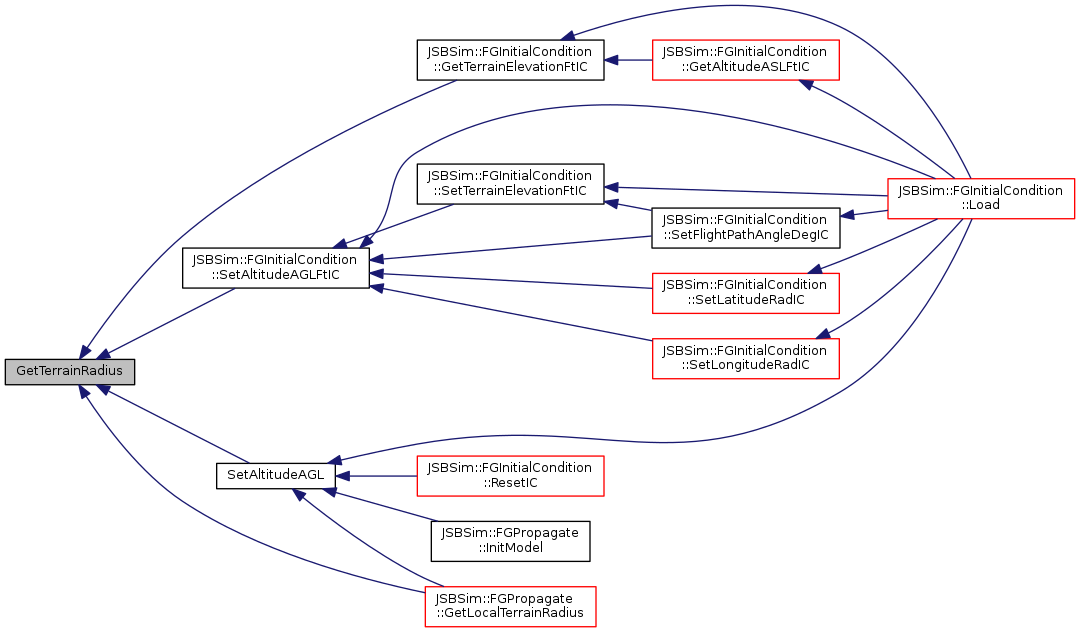 JSBSim::FGInitialCondition
::GetTerrainElevationFtIC
JSBSim::FGInitialCondition
::GetAltitudeASLFtIC
JSBSim::FGInitialCondition
::SetTerrainElevationFtIC
JSBSim::FGInitialCondition
::Load
JSBSim::FGInitialCondition
::SetFlightPathAngleDegIC
JSBSim::FGInitialCondition
::SetAltitudeAGLFtIC
JSBSim::FGInitialCondition
::SetLatitudeRadIC
JSBSim::FGInitialCondition
::SetLongitudeRadIC
GetTerrainRadius
SetAltitudeAGL
JSBSim::FGInitialCondition
::ResetIC
JSBSim::FGPropagate
::InitModel
JSBSim::FGPropagate
::GetLocalTerrainRadius